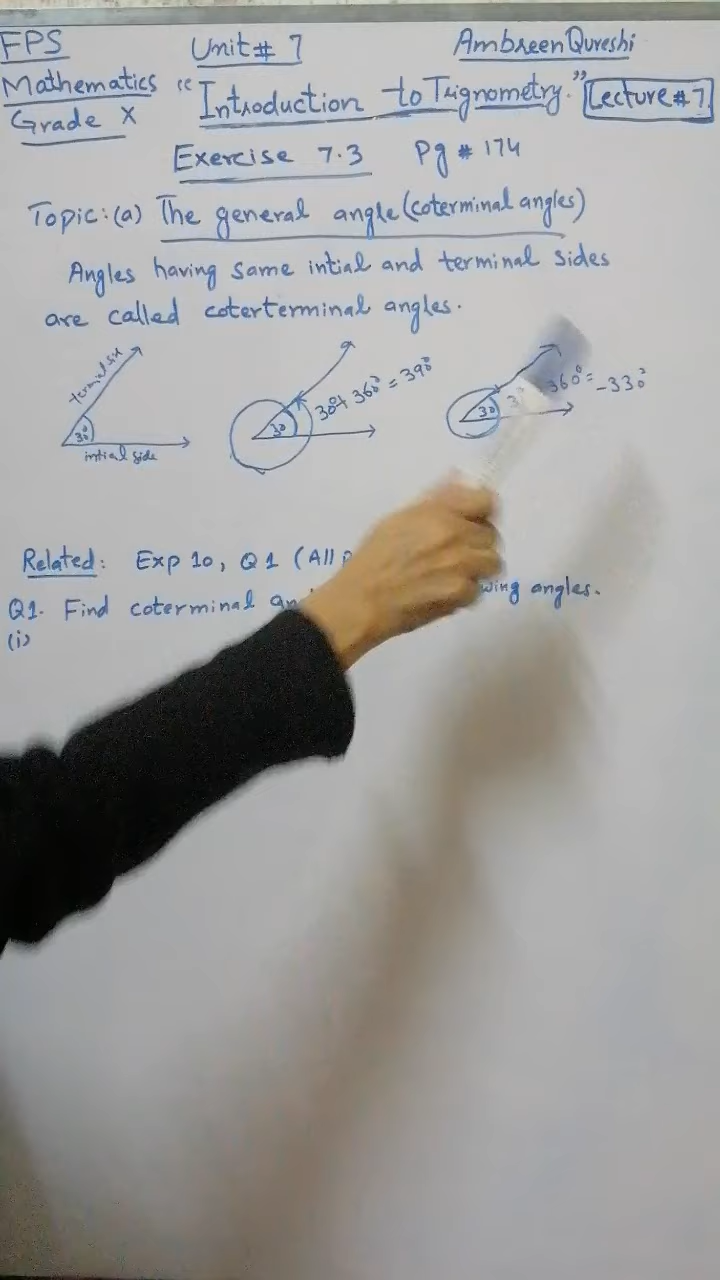 FPS Unit# 7 Ambreen Qureshi
Mathematics "Introduction to Trignometry." Lecture#7
Grade X
Exercise 7.3 Pg # 174
Topic: (a) The general angle (coterminal angles)
Angles having same intial and terminal sides
are called coterterminal angles.
terminal side
30°
intial side
30°
30°+ 360° = 390°
30°
360°= -330°
Related: Exp 10, Q1 (All
Q1. Find coterminal angles.
(i)